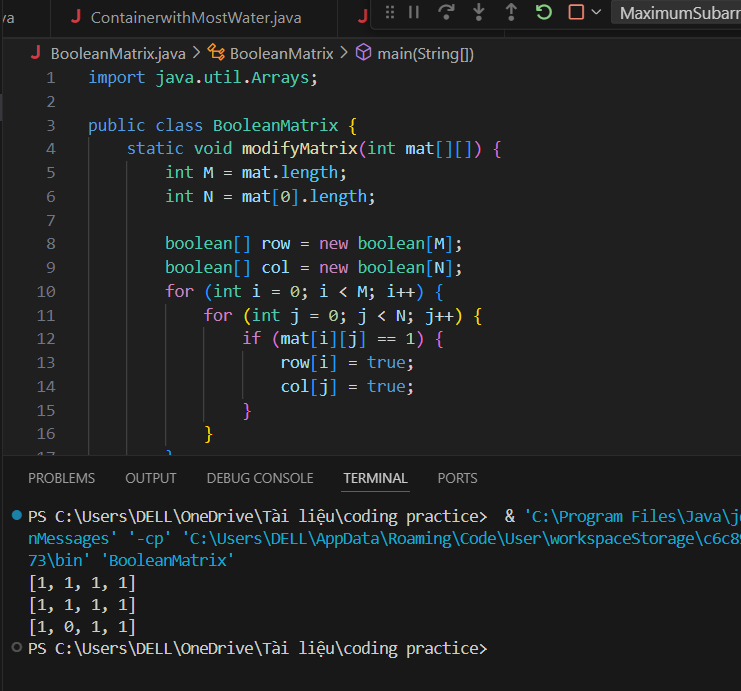 ContainerwithMostWater.java
BooleanMatrix.java > BooleanMatrix > main(String[])
1 import java.util.Arrays;
2
3 public class BooleanMatrix {
4 static void modifyMatrix(int mat[][]) {
5 int M = mat.length;
6 int N = mat[0].length;
7
8 boolean[] row = new boolean[M];
9 boolean[] col = new boolean[N];
10 for (int i = 0; i < M; i++) {
11 for (int j = 0; j < N; j++) {
12 if (mat[i][j] == 1) {
13 row[i] = true;
14 col[j] = true;
15 }
16 }
PROBLEMS OUTPUT DEBUG CONSOLE TERMINAL PORTS
PS C:\Users\DELL\OneDrive\Tài liệu\coding practice> & 'C:\Program Files\Java\j
nMessages' '-cp' 'C:\Users\DELL\AppData\Roaming\Code\User\workspaceStorage\c6c8
73\bin' 'BooleanMatrix'
[1, 1, 1, 1]
[1, 1, 1, 1]
[1, 0, 1, 1]
PS C:\Users\DELL\OneDrive\Tài liệu\coding practice>